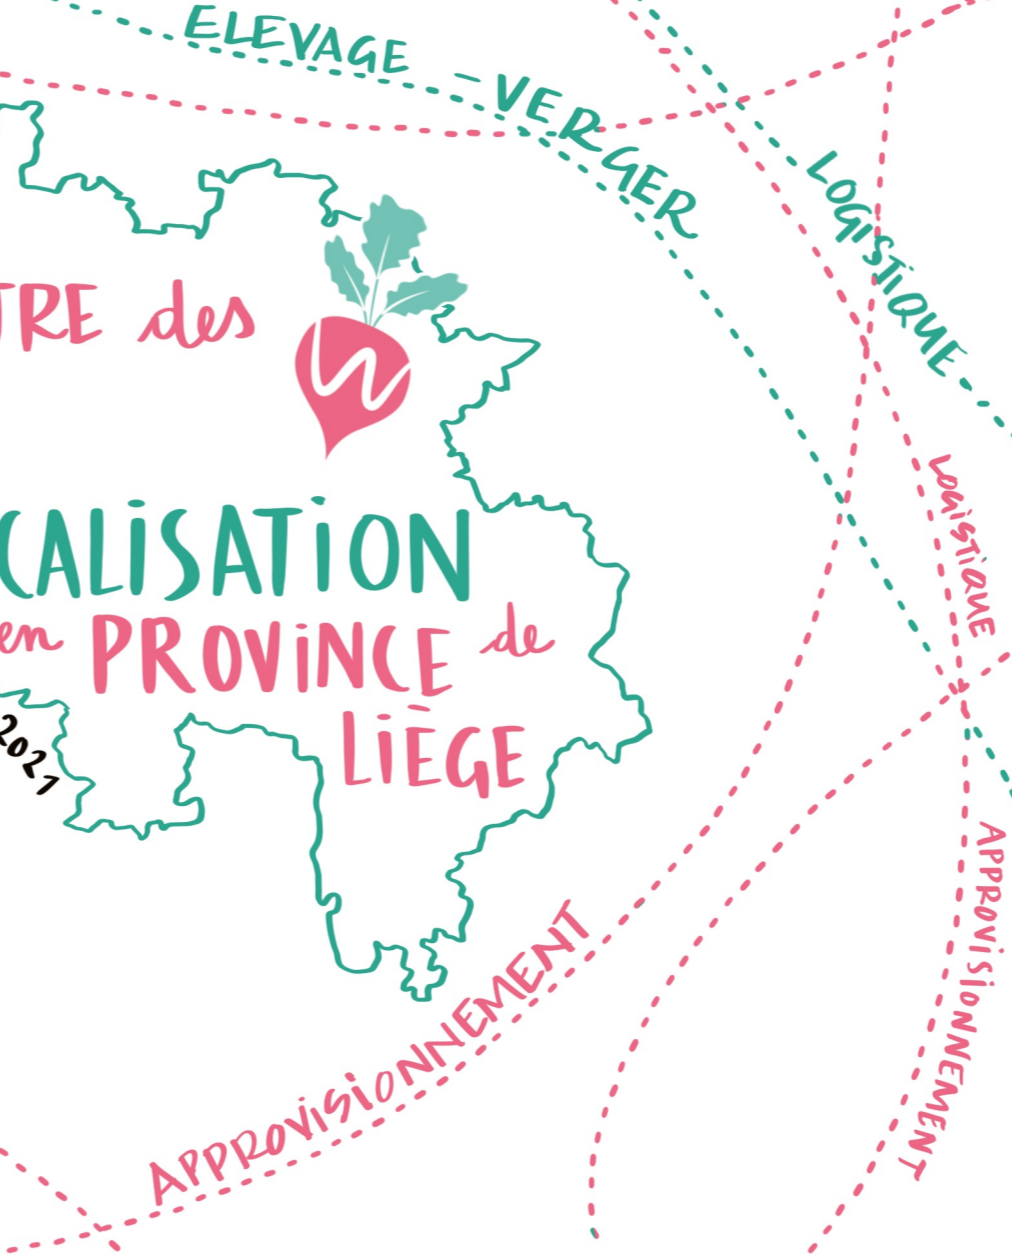 ELEVAGE - VERGER
LOGISTIQUE
TRE des
W
CALISATION
en PROVINCE de
LIÈGE
2021
LOGISTIQUE
APPROVISIONNEMENT
APPROVISIONNEMENT